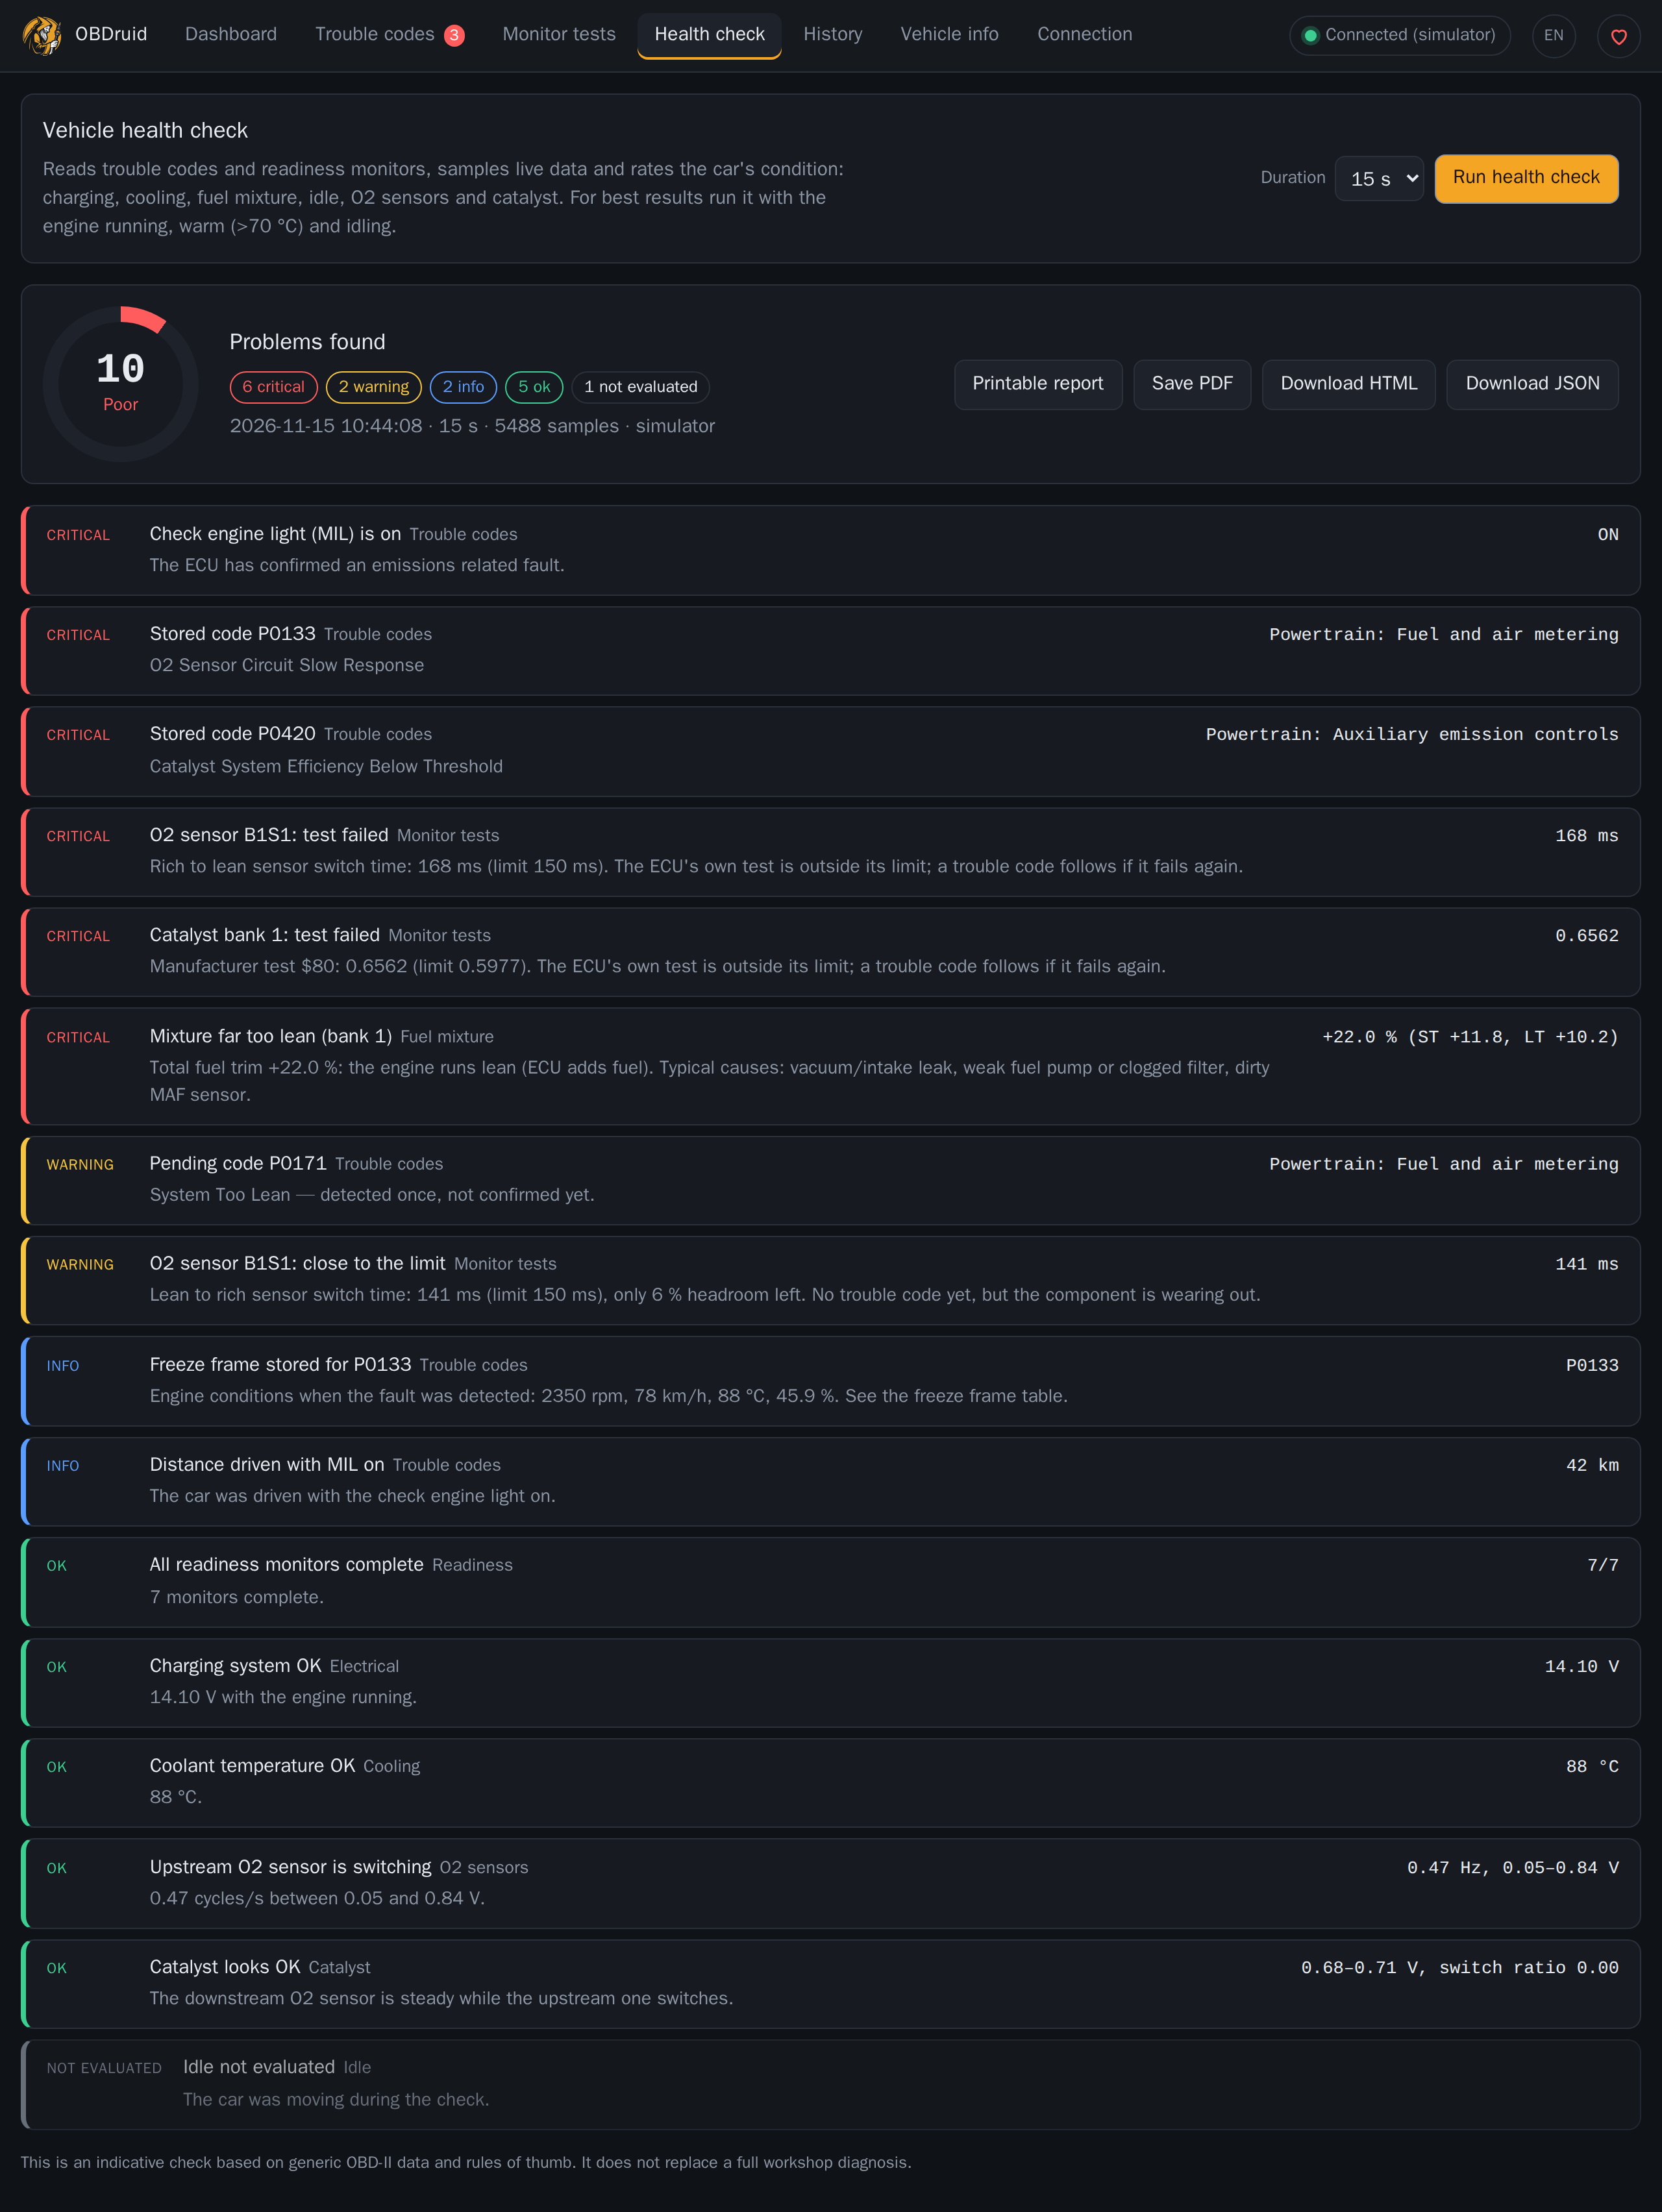 OBDruid Dashboard Trouble codes 3 Monitor tests Health check History Vehicle info Connection Connected (simulator) EN
Vehicle health check
Reads trouble codes and readiness monitors, samples live data and rates the car's condition:
charging, cooling, fuel mixture, idle, O2 sensors and catalyst. For best results run it with the
engine running, warm (>70 °C) and idling.
Duration 15 s Run health check
10
Poor
Problems found
6 critical 2 warning 2 info 5 ok 1 not evaluated
2026-11-15 10:44:08 · 15 s · 5488 samples · simulator
Printable report Save PDF Download HTML Download JSON
CRITICAL Check engine light (MIL) is on Trouble codes ON
The ECU has confirmed an emissions related fault.
CRITICAL Stored code P0133 Trouble codes Powertrain: Fuel and air metering
O2 Sensor Circuit Slow Response
CRITICAL Stored code P0420 Trouble codes Powertrain: Auxiliary emission controls
Catalyst System Efficiency Below Threshold
CRITICAL O2 sensor B1S1: test failed Monitor tests 168 ms
Rich to lean sensor switch time: 168 ms (limit 150 ms). The ECU's own test is outside its limit; a trouble code follows if it fails again.
CRITICAL Catalyst bank 1: test failed Monitor tests 0.6562
Manufacturer test $80: 0.6562 (limit 0.5977). The ECU's own test is outside its limit; a trouble code follows if it fails again.
CRITICAL Mixture far too lean (bank 1) Fuel mixture +22.0 % (ST +11.8, LT +10.2)
Total fuel trim +22.0 %: the engine runs lean (ECU adds fuel). Typical causes: vacuum/intake leak, weak fuel pump or clogged filter, dirty
MAF sensor.
WARNING Pending code P0171 Trouble codes Powertrain: Fuel and air metering
System Too Lean — detected once, not confirmed yet.
WARNING O2 sensor B1S1: close to the limit Monitor tests 141 ms
Lean to rich sensor switch time: 141 ms (limit 150 ms), only 6 % headroom left. No trouble code yet, but the component is wearing out.
INFO Freeze frame stored for P0133 Trouble codes P0133
Engine conditions when the fault was detected: 2350 rpm, 78 km/h, 88 °C, 45.9 %. See the freeze frame table.
INFO Distance driven with MIL on Trouble codes 42 km
The car was driven with the check engine light on.
OK All readiness monitors complete Readiness 7/7
7 monitors complete.
OK Charging system OK Electrical 14.10 V
14.10 V with the engine running.
OK Coolant temperature OK Cooling 88 °C
88 °C.
OK Upstream O2 sensor is switching O2 sensors 0.47 Hz, 0.05–0.84 V
0.47 cycles/s between 0.05 and 0.84 V.
OK Catalyst looks OK Catalyst 0.68–0.71 V, switch ratio 0.00
The downstream O2 sensor is steady while the upstream one switches.
NOT EVALUATED Idle not evaluated Idle
The car was moving during the check.
This is an indicative check based on generic OBD-II data and rules of thumb. It does not replace a full workshop diagnosis.